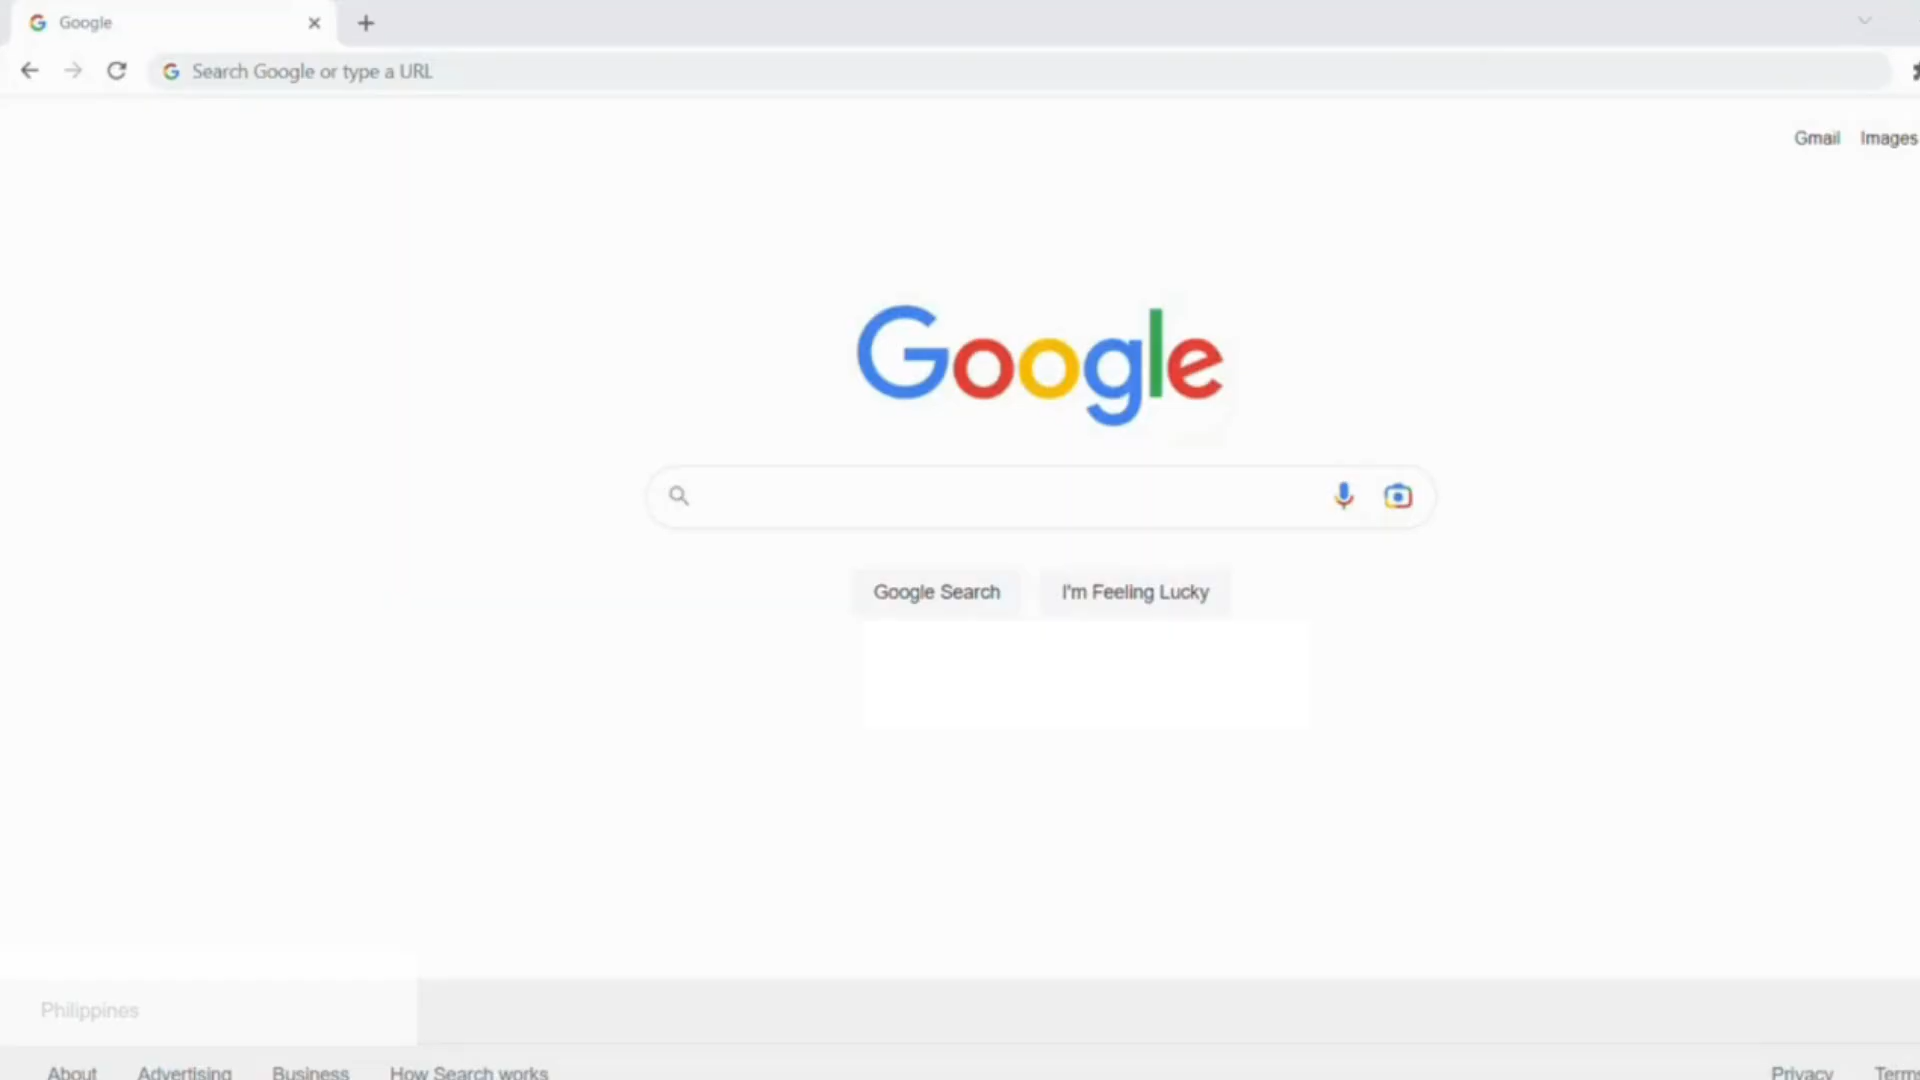 Google
Search Google or type a URL
Gmail Images
Google
Google Search I'm Feeling Lucky
Philippines
About Advertising Business How Search works
Privacy Terms